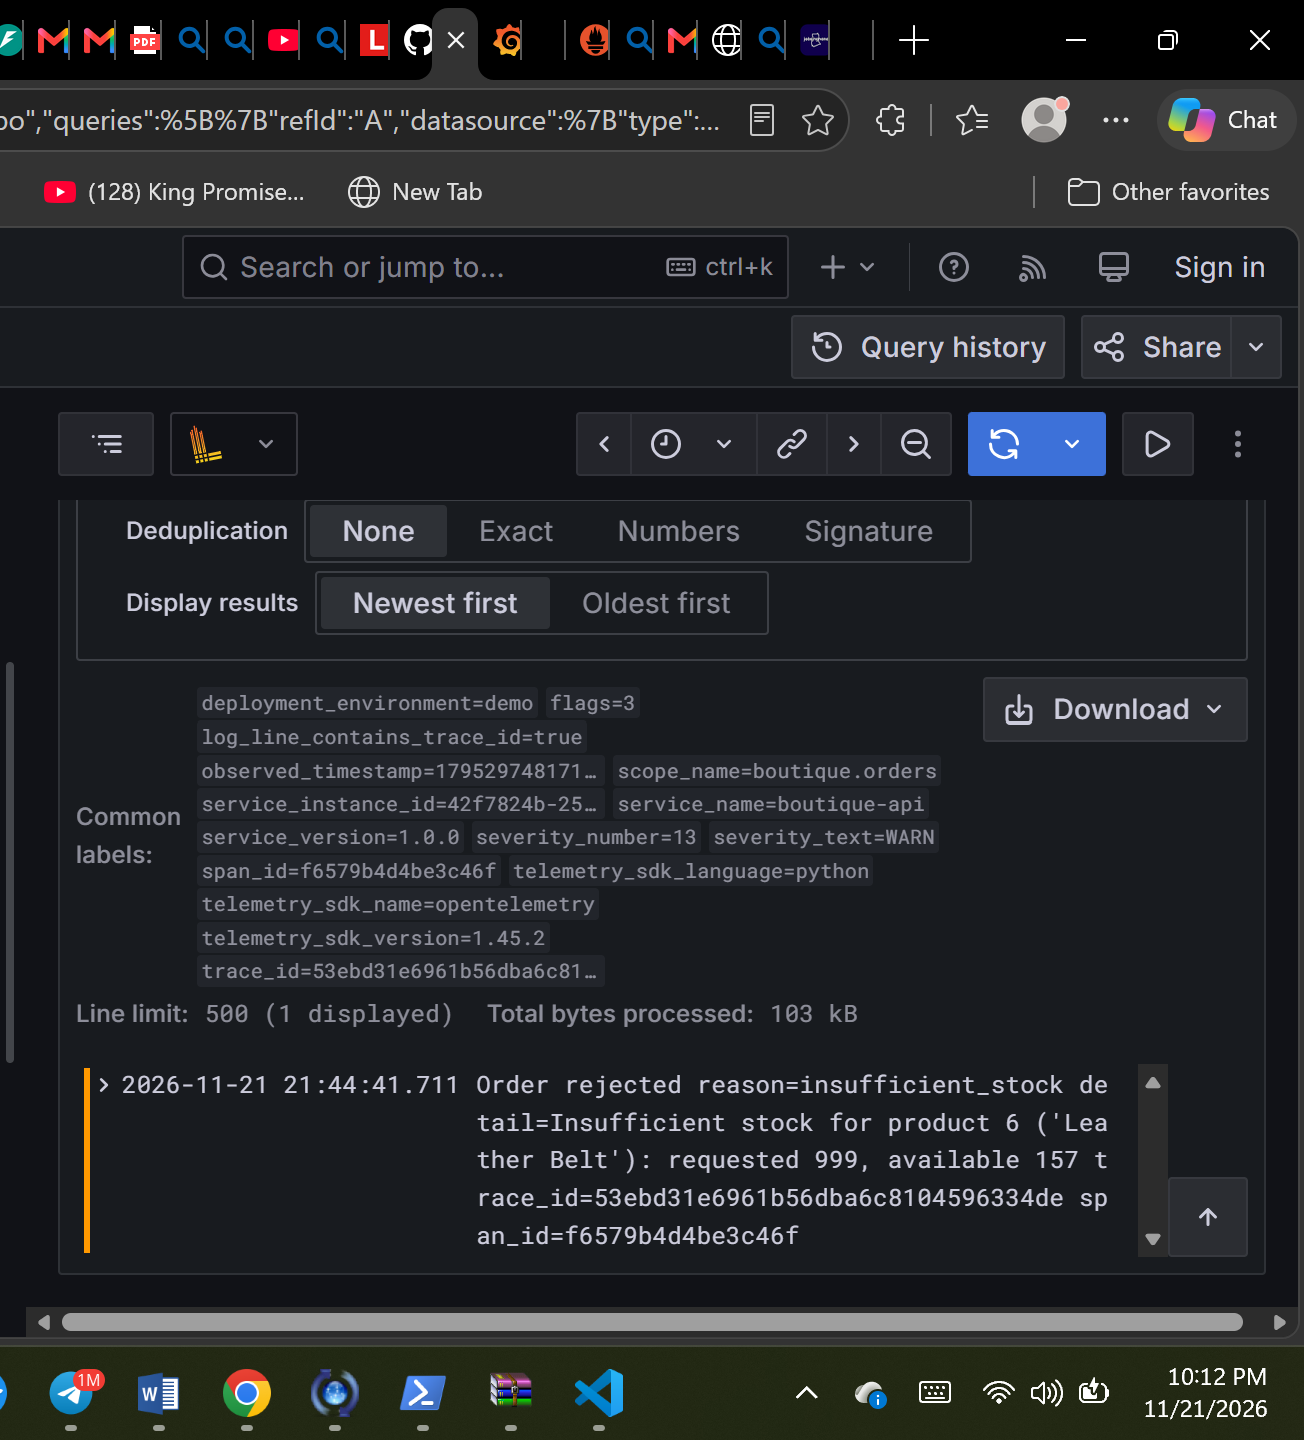 PDF
L
po","queries":%5B%7B"refId":"A","datasource":%7B"type":...
Chat
(128) King Promise...
New Tab
Other favorites
Search or jump to...
ctrl+k
Sign in
Query history
Share
Deduplication
None
Exact
Numbers
Signature
Display results
Newest first
Oldest first
Common labels:
deployment_environment=demo flags=3
log_line_contains_trace_id=true
observed_timestamp=179529748171… scope_name=boutique.orders
service_instance_id=42f7824b-25… service_name=boutique-api
service_version=1.0.0 severity_number=13 severity_text=WARN
span_id=f6579b4d4be3c46f telemetry_sdk_language=python
telemetry_sdk_name=opentelemetry
telemetry_sdk_version=1.45.2
trace_id=53ebd31e6961b56dba6c81…
Download
Line limit: 500 (1 displayed) Total bytes processed: 103 kB
2026-11-21 21:44:41.711 Order rejected reason=insufficient_stock de
tail=Insufficient stock for product 6 ('Lea
ther Belt'): requested 999, available 157 t
race_id=53ebd31e6961b56dba6c8104596334de sp
an_id=f6579b4d4be3c46f
1M
W
10:12 PM
11/21/2026